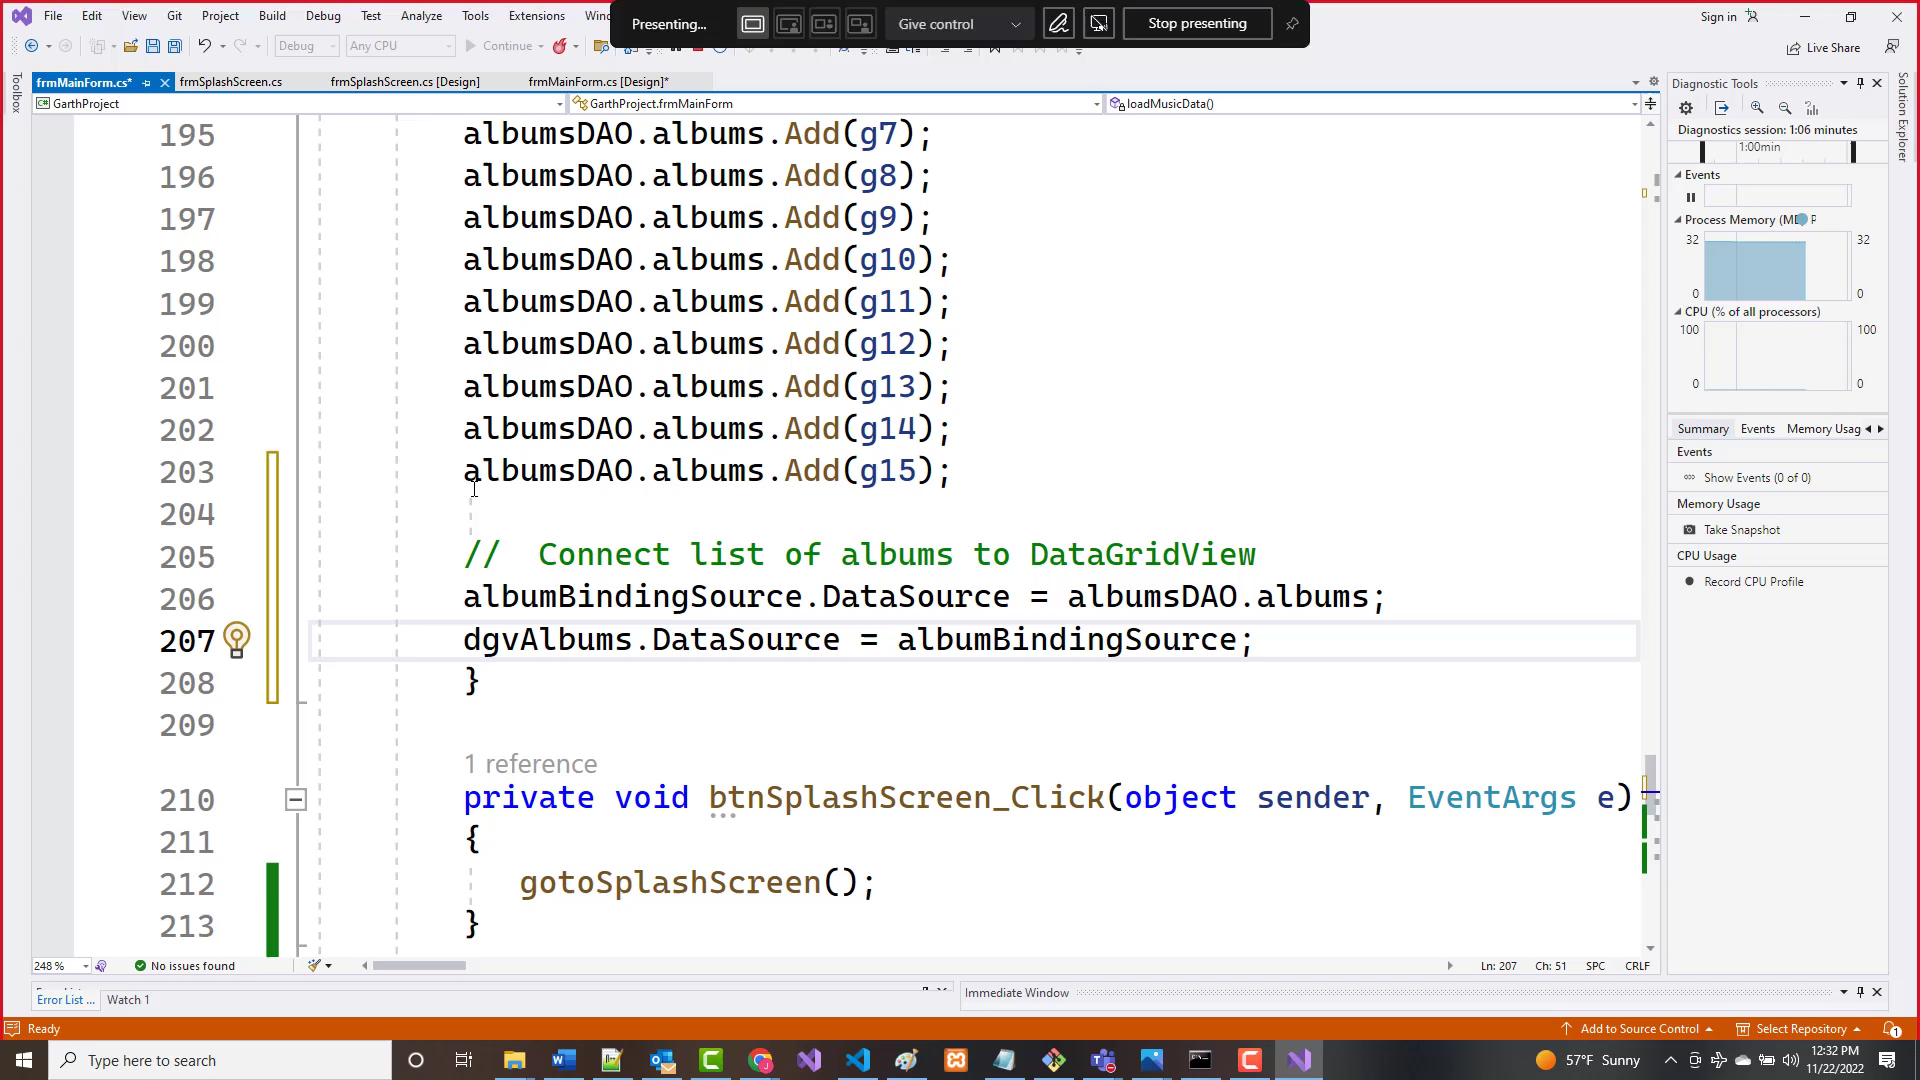 File Edit View Git Project Build Debug Test Analyze Tools Extensions
Presenting... Give control Stop presenting
Sign in
Debug Any CPU Continue
Live Share
Toolbox
frmMainForm.cs* frmSplashScreen.cs frmSplashScreen.cs [Design] frmMainForm.cs [Design]*
GarthProject GarthProject.frmMainForm loadMusicData()
195 albumsDAO.albums.Add(g7);
196 albumsDAO.albums.Add(g8);
197 albumsDAO.albums.Add(g9);
198 albumsDAO.albums.Add(g10);
199 albumsDAO.albums.Add(g11);
200 albumsDAO.albums.Add(g12);
201 albumsDAO.albums.Add(g13);
202 albumsDAO.albums.Add(g14);
203 albumsDAO.albums.Add(g15);
204
205 // Connect list of albums to DataGridView
206 albumBindingSource.DataSource = albumsDAO.albums;
207 dgvAlbums.DataSource = albumBindingSource;
208 }
209
1 reference
210 private void btnSplashScreen_Click(object sender, EventArgs e)
211 {
212 gotoSplashScreen();
213 }
248 % No issues found Ln: 207 Ch: 51 SPC CRLF
Error List ... Watch 1
Immediate Window
Diagnostic Tools
Diagnostics session: 1:06 minutes
1:00min
Events
Process Memory
32 32
0 0
CPU (% of all processors)
100 100
0 0
Summary Events Memory Usag
Events
Show Events (0 of 0)
Memory Usage
Take Snapshot
CPU Usage
Record CPU Profile
Solution Explorer
Ready
Add to Source Control Select Repository 1
Type here to search
57°F Sunny
12:32 PM
11/22/2022